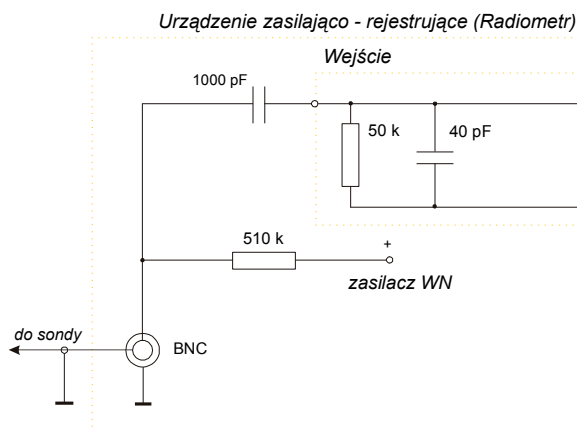 Urządzenie zasilająco - rejestrujące (Radiometr)
Wejście
1000 pF
50 k
40 pF
510 k
+
zasilacz WN
do sondy
BNC